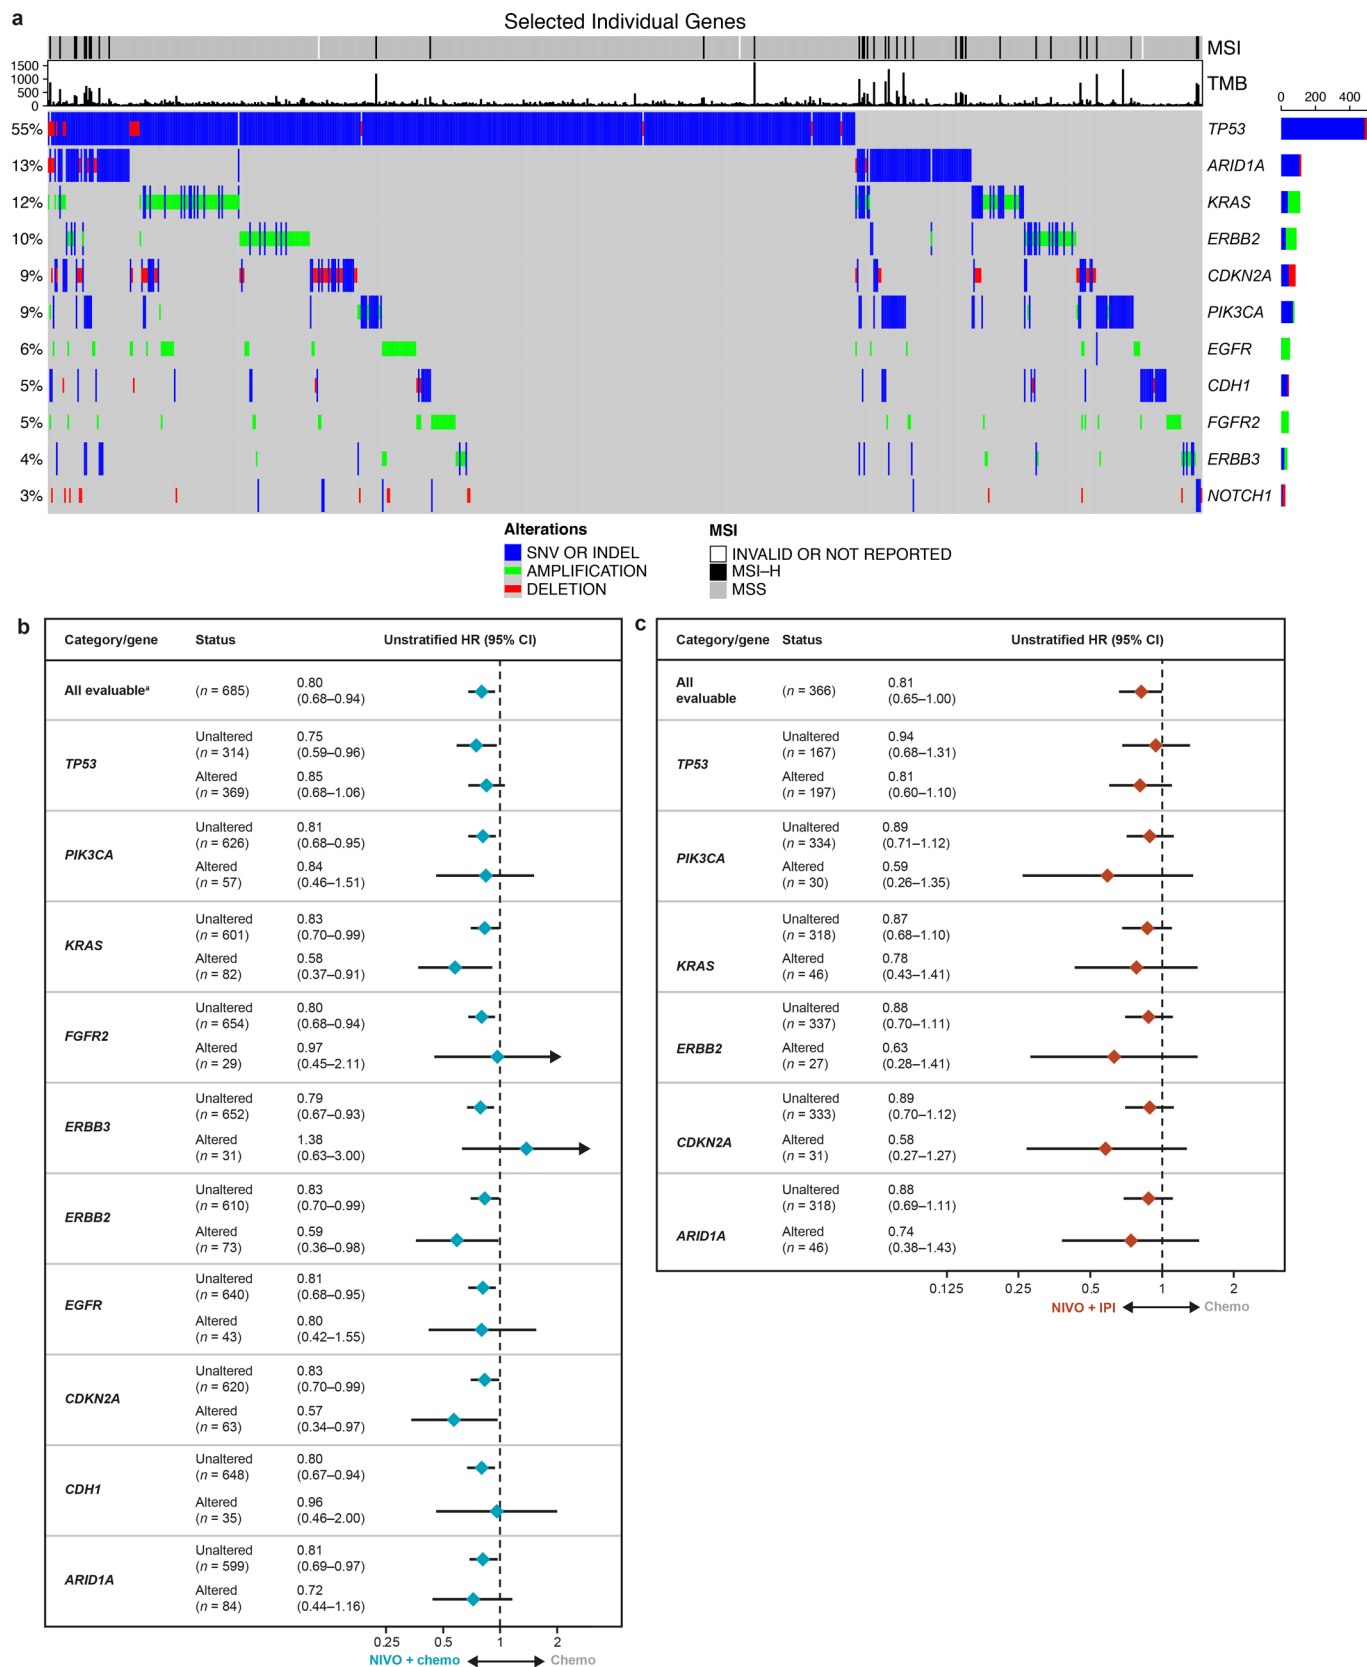 a
Selected Individual Genes
MSI
1500
1000
500
0
TMB
0 200 400
55% TP53
13% ARID1A
12% KRAS
10% ERBB2
9% CDKN2A
9% PIK3CA
6% EGFR
5% CDH1
5% FGFR2
4% ERBB3
3% NOTCH1
Alterations
SNV OR INDEL
AMPLIFICATION
DELETION
MSI
INVALID OR NOT REPORTED
MSI–H
MSS
b
Category/gene Status Unstratified HR (95% CI)
All evaluableᵃ (n = 685) 0.80
(0.68–0.94)
TP53
Unaltered 0.75
(n = 314) (0.59–0.96)
Altered 0.85
(n = 369) (0.68–1.06)
PIK3CA
Unaltered 0.81
(n = 626) (0.68–0.95)
Altered 0.84
(n = 57) (0.46–1.51)
KRAS
Unaltered 0.83
(n = 601) (0.70–0.99)
Altered 0.58
(n = 82) (0.37–0.91)
FGFR2
Unaltered 0.80
(n = 654) (0.68–0.94)
Altered 0.97
(n = 29) (0.45–2.11)
ERBB3
Unaltered 0.79
(n = 652) (0.67–0.93)
Altered 1.38
(n = 31) (0.63–3.00)
ERBB2
Unaltered 0.83
(n = 610) (0.70–0.99)
Altered 0.59
(n = 73) (0.36–0.98)
EGFR
Unaltered 0.81
(n = 640) (0.68–0.95)
Altered 0.80
(n = 43) (0.42–1.55)
CDKN2A
Unaltered 0.83
(n = 620) (0.70–0.99)
Altered 0.57
(n = 63) (0.34–0.97)
CDH1
Unaltered 0.80
(n = 648) (0.67–0.94)
Altered 0.96
(n = 35) (0.46–2.00)
ARID1A
Unaltered 0.81
(n = 599) (0.69–0.97)
Altered 0.72
(n = 84) (0.44–1.16)
0.25 0.5 1 2
NIVO + chemo Chemo
c
Category/gene Status Unstratified HR (95% CI)
All
evaluable
(n = 366) 0.81
(0.65–1.00)
TP53
Unaltered 0.94
(n = 167) (0.68–1.31)
Altered 0.81
(n = 197) (0.60–1.10)
PIK3CA
Unaltered 0.89
(n = 334) (0.71–1.12)
Altered 0.59
(n = 30) (0.26–1.35)
KRAS
Unaltered 0.87
(n = 318) (0.68–1.10)
Altered 0.78
(n = 46) (0.43–1.41)
ERBB2
Unaltered 0.88
(n = 337) (0.70–1.11)
Altered 0.63
(n = 27) (0.28–1.41)
CDKN2A
Unaltered 0.89
(n = 333) (0.70–1.12)
Altered 0.58
(n = 31) (0.27–1.27)
ARID1A
Unaltered 0.88
(n = 318) (0.69–1.11)
Altered 0.74
(n = 46) (0.38–1.43)
0.125 0.25 0.5 1 2
NIVO + IPI Chemo